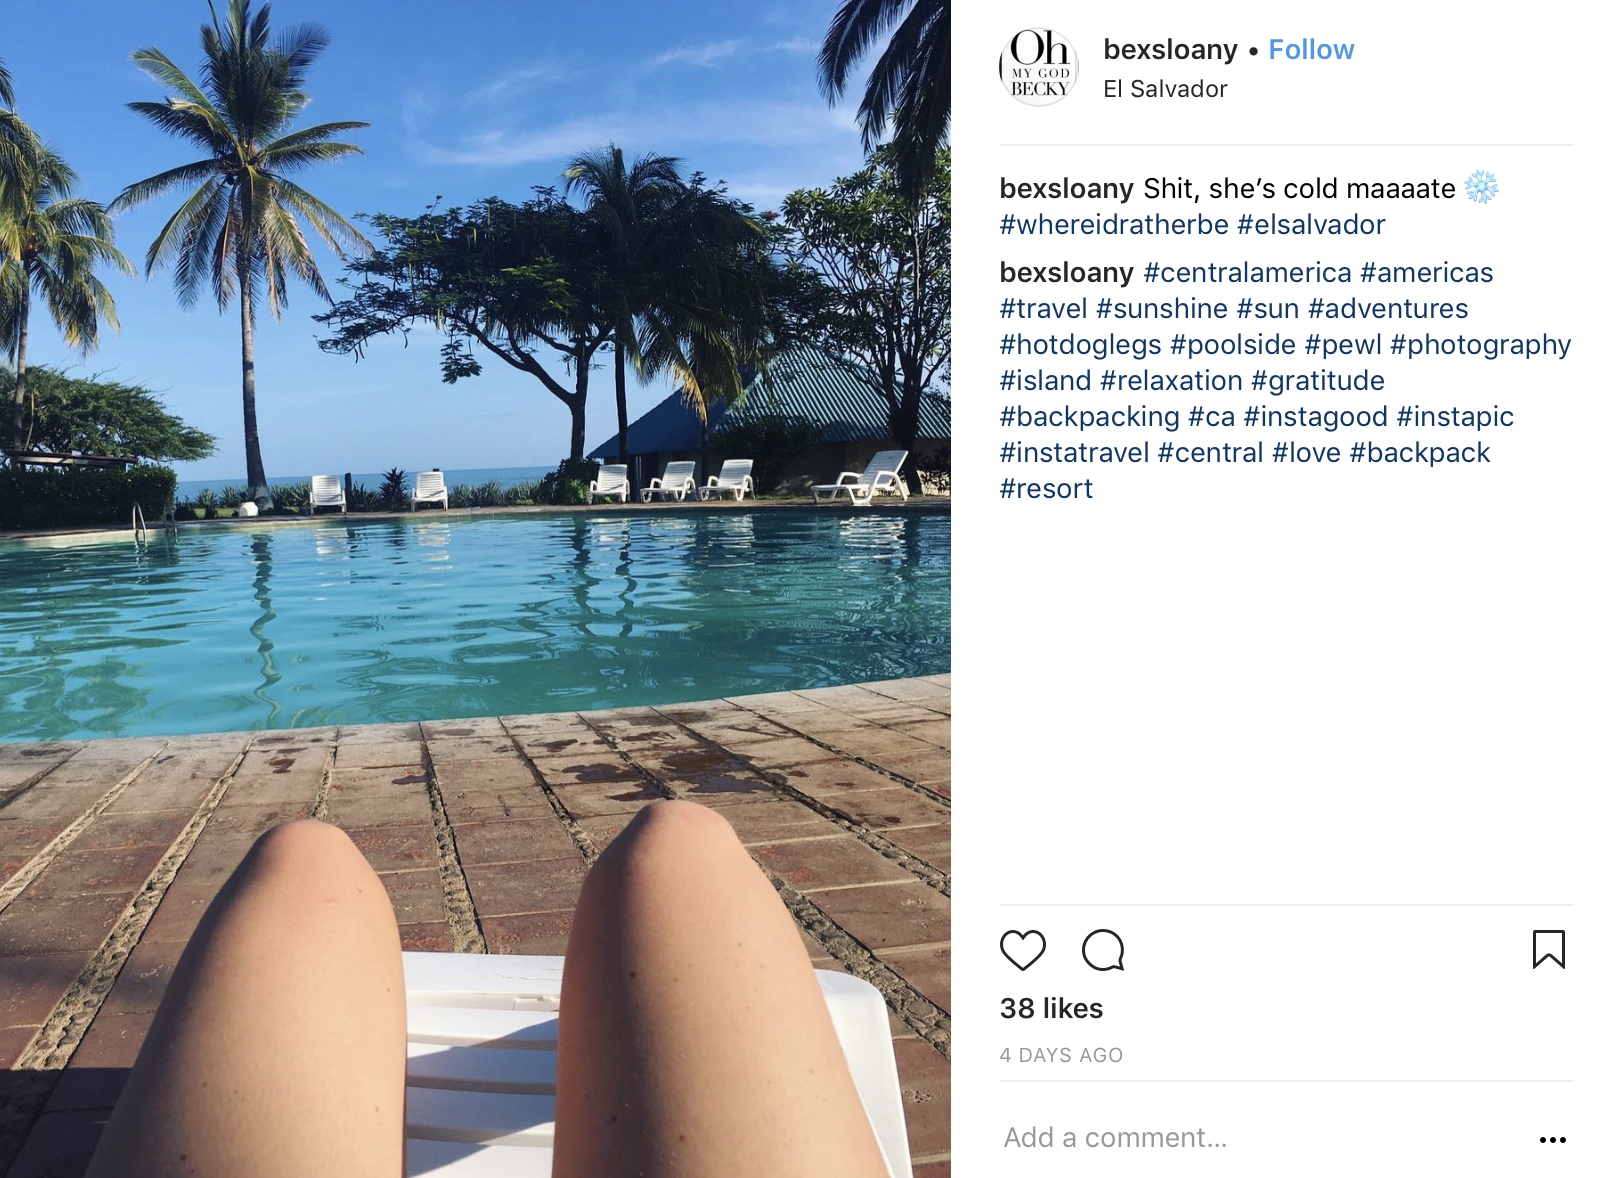 Oh
MY GOD
BECKY
bexsloany • Follow
El Salvador
bexsloany Shit, she’s cold maaaate ❄️
#whereidratherbe #elsalvador
bexsloany #centralamerica #americas
#travel #sunshine #sun #adventures
#hotdoglegs #poolside #pewl #photography
#island #relaxation #gratitude
#backpacking #ca #instagood #instapic
#instatravel #central #love #backpack
#resort
38 likes
4 DAYS AGO
Add a comment...